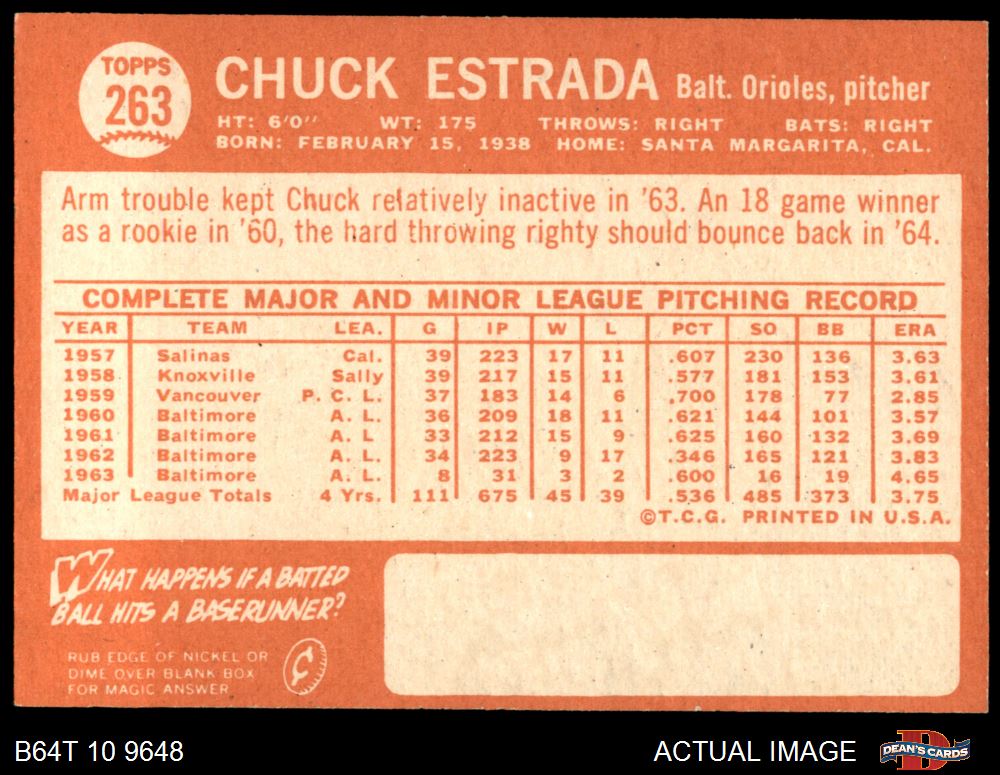 TOPPS
263
CHUCK ESTRADA Balt. Orioles, pitcher
HT: 6'0" WT: 175 THROWS: RIGHT BATS: RIGHT
BORN: FEBRUARY 15, 1938 HOME: SANTA MARGARITA, CAL.
Arm trouble kept Chuck relatively inactive in '63. An 18 game winner
as a rookie in '60, the hard throwing righty should bounce back in '64.
COMPLETE MAJOR AND MINOR LEAGUE PITCHING RECORD
YEAR TEAM LEA. G IP W L PCT SO BB ERA
1957 Salinas Cal. 39 223 17 11 .607 230 136 3.63
1958 Knoxville Sally 39 217 15 11 .577 181 153 3.61
1959 Vancouver P. C. L. 37 183 14 6 .700 178 77 2.85
1960 Baltimore A. L. 36 209 18 11 .621 144 101 3.57
1961 Baltimore A. L 33 212 15 9 .625 160 132 3.69
1962 Baltimore A. L. 34 223 9 17 .346 165 121 3.83
1963 Baltimore A. L. 8 31 3 2 .600 16 19 4.65
Major League Totals 4 Yrs. 111 675 45 39 .536 485 373 3.75
©T.C.G. PRINTED IN U.S.A.
WHAT HAPPENS IF A BATTED
BALL HITS A BASERUNNER?
RUB EDGE OF NICKEL OR
DIME OVER BLANK BOX
FOR MAGIC ANSWER
B64T 10 9648 ACTUAL IMAGE DEAN'S CARDS